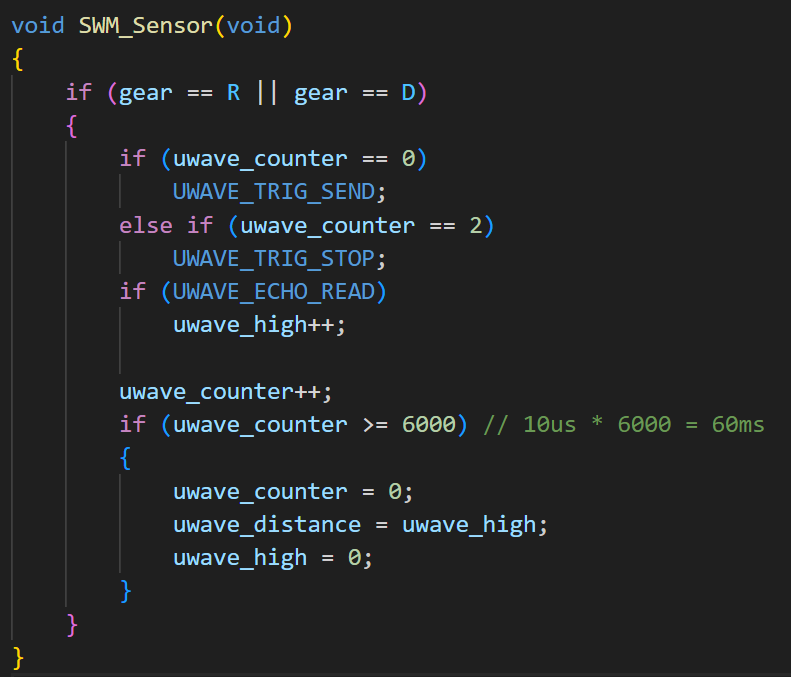 void SWM_Sensor(void)
{
    if (gear == R || gear == D)
    {
        if (uwave_counter == 0)
            UWAVE_TRIG_SEND;
        else if (uwave_counter == 2)
            UWAVE_TRIG_STOP;
        if (UWAVE_ECHO_READ)
            uwave_high++;

        uwave_counter++;
        if (uwave_counter >= 6000) // 10us * 6000 = 60ms
        {
            uwave_counter = 0;
            uwave_distance = uwave_high;
            uwave_high = 0;
        }
    }
}